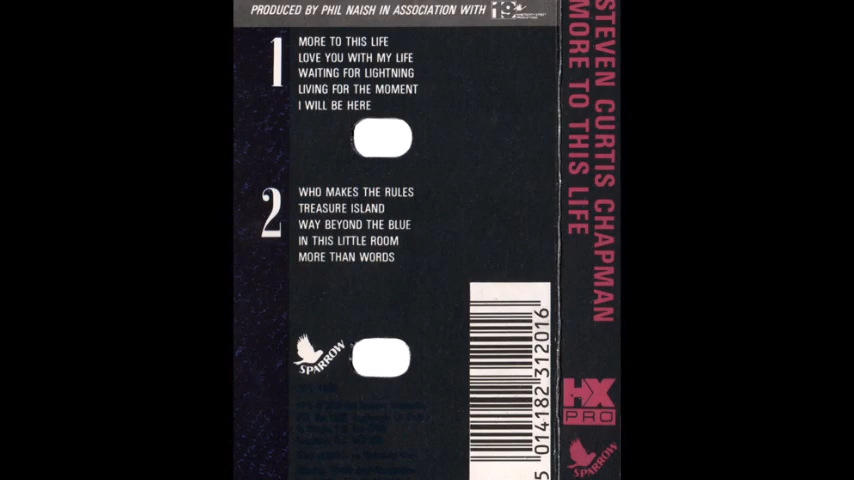 PRODUCED BY PHIL NAISH IN ASSOCIATION WITH 19
1
MORE TO THIS LIFE
LOVE YOU WITH MY LIFE
WAITING FOR LIGHTNING
LIVING FOR THE MOMENT
I WILL BE HERE
2
WHO MAKES THE RULES
TREASURE ISLAND
WAY BEYOND THE BLUE
IN THIS LITTLE ROOM
MORE THAN WORDS
SPARROW
5 014182 312016
STEVEN CURTIS CHAPMAN
MORE TO THIS LIFE
HX
PRO
SPARROW